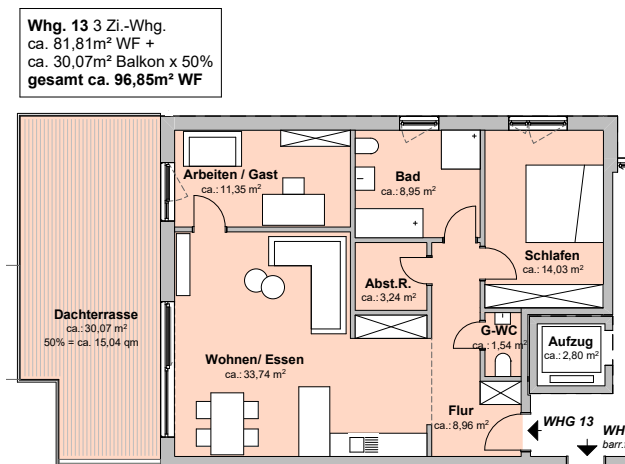 Whg. 13 3 Zi.-Whg.
ca. 81,81m² WF +
ca. 30,07m² Balkon x 50%
gesamt ca. 96,85m² WF
Arbeiten / Gast
ca.: 11,35 m²
Bad
ca.: 8,95 m²
Schlafen
ca.: 14,03 m²
Abst.R.
ca.: 3,24 m²
Dachterrasse
ca.: 30,07 m²
50% = ca. 15,04 qm
G-WC
ca.: 1,54 m²
Aufzug
ca.: 2,80 m²
Wohnen/ Essen
ca.: 33,74 m²
Flur
ca.: 8,96 m²
WHG 13
WH
barr.f